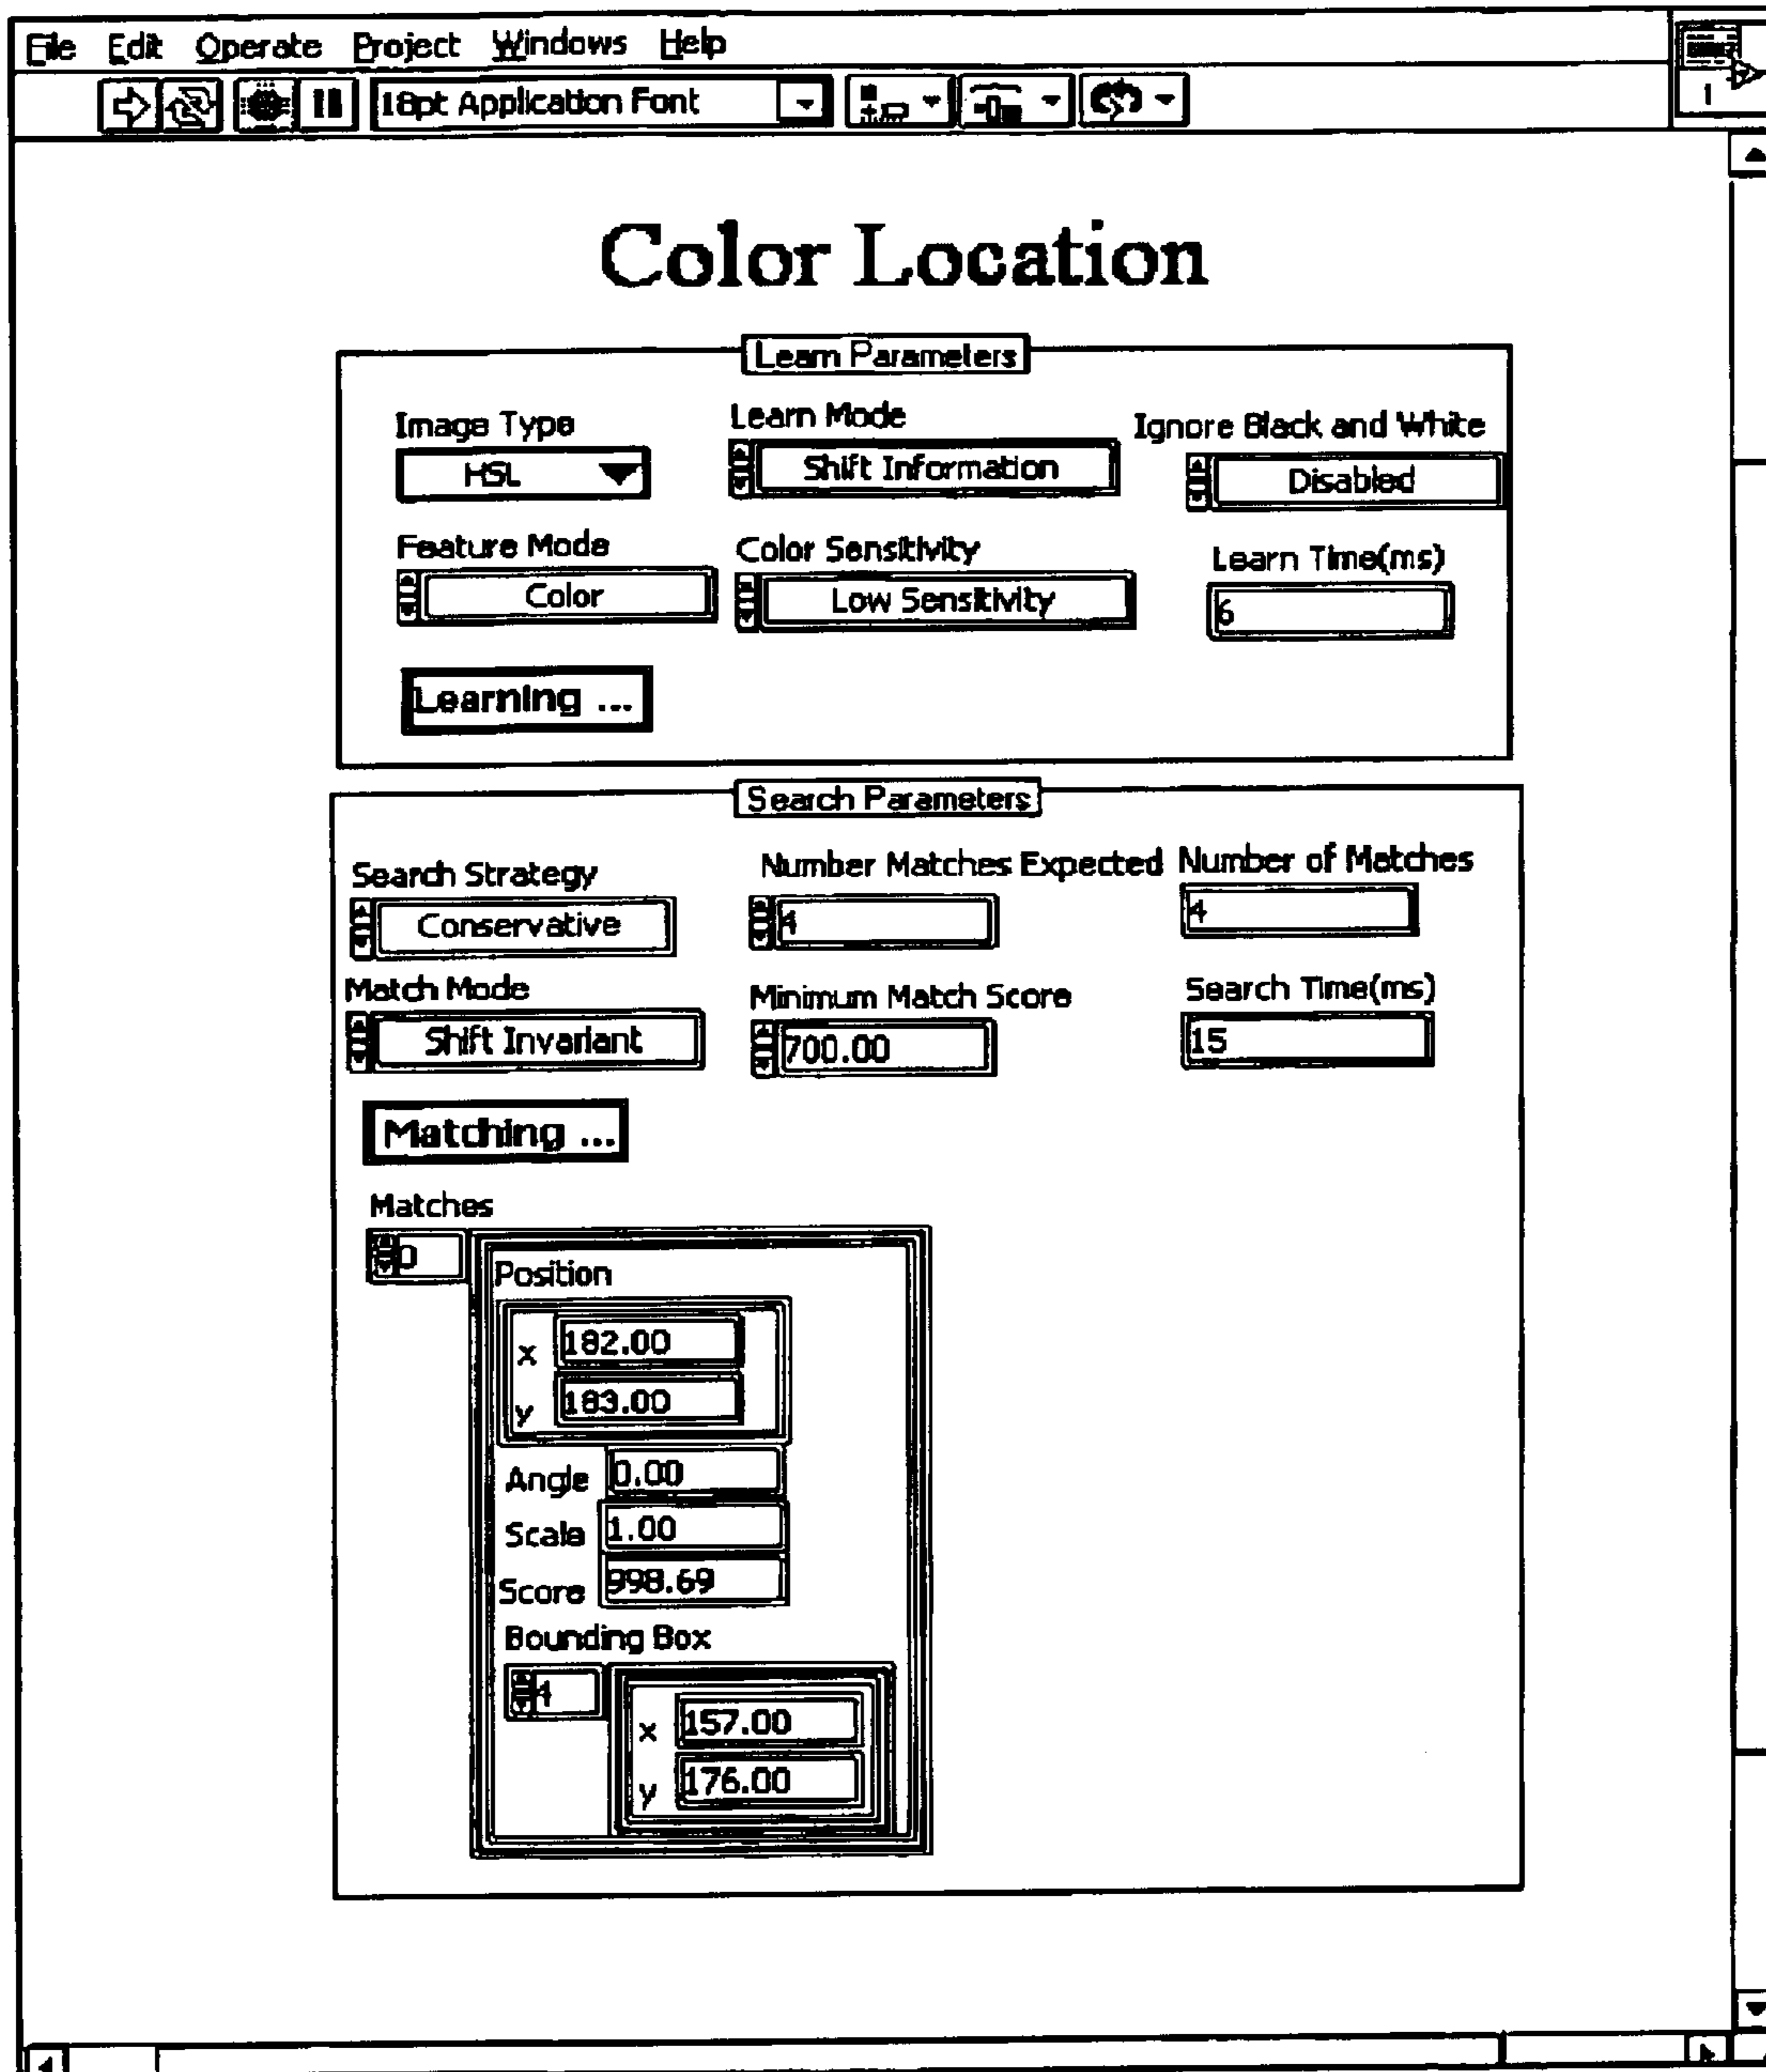 File Edit Operate Project Windows Help
18pt Application Font
1
Color Location
Learn Parameters
Image Type Learn Mode Ignore Black and White
HSL Shift Information Disabled
Feature Mode Color Sensitivity Learn Time(ms)
Color Low Sensitivity 6
Learning ...
Search Parameters
Search Strategy Number Matches Expected Number of Matches
Conservative 4 4
Match Mode Minimum Match Score Search Time(ms)
Shift Invariant 700.00 15
Matching ...
Matches
0
Position
x 182.00
y 183.00
Angle 0.00
Scale 1.00
Score 998.69
Bounding Box
x 157.00
y 176.00